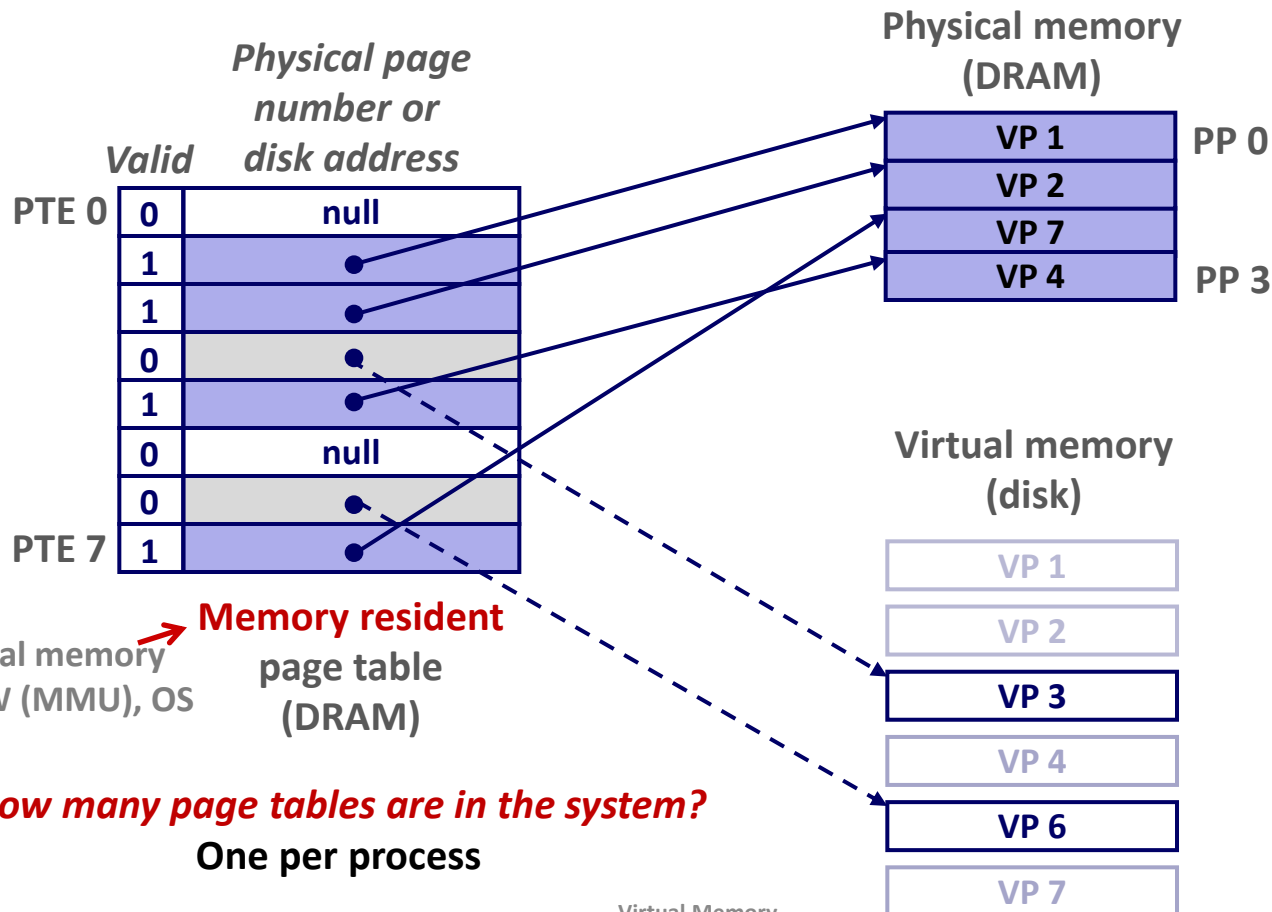 Physical page
number or
disk address
Valid
PTE 0
0
null
1
1
0
1
0
null
0
PTE 7
1
Memory resident
page table
(DRAM)
al memory
(MMU), OS
ow many page tables are in the system?
One per process
Physical memory
(DRAM)
VP 1
PP 0
VP 2
VP 7
VP 4
PP 3
Virtual memory
(disk)
VP 1
VP 2
VP 3
VP 4
VP 6
VP 7
Virtual Memory